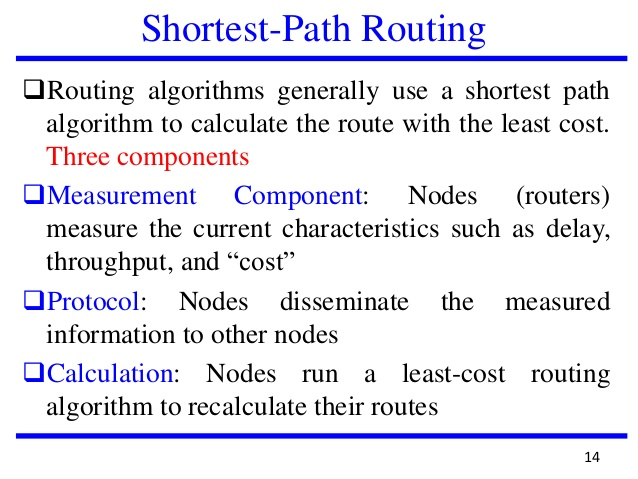 Shortest-Path Routing
❑Routing algorithms generally use a shortest path
algorithm to calculate the route with the least cost.
Three components
❑Measurement Component: Nodes (routers)
measure the current characteristics such as delay,
throughput, and “cost”
❑Protocol: Nodes disseminate the measured
information to other nodes
❑Calculation: Nodes run a least-cost routing
algorithm to recalculate their routes
14